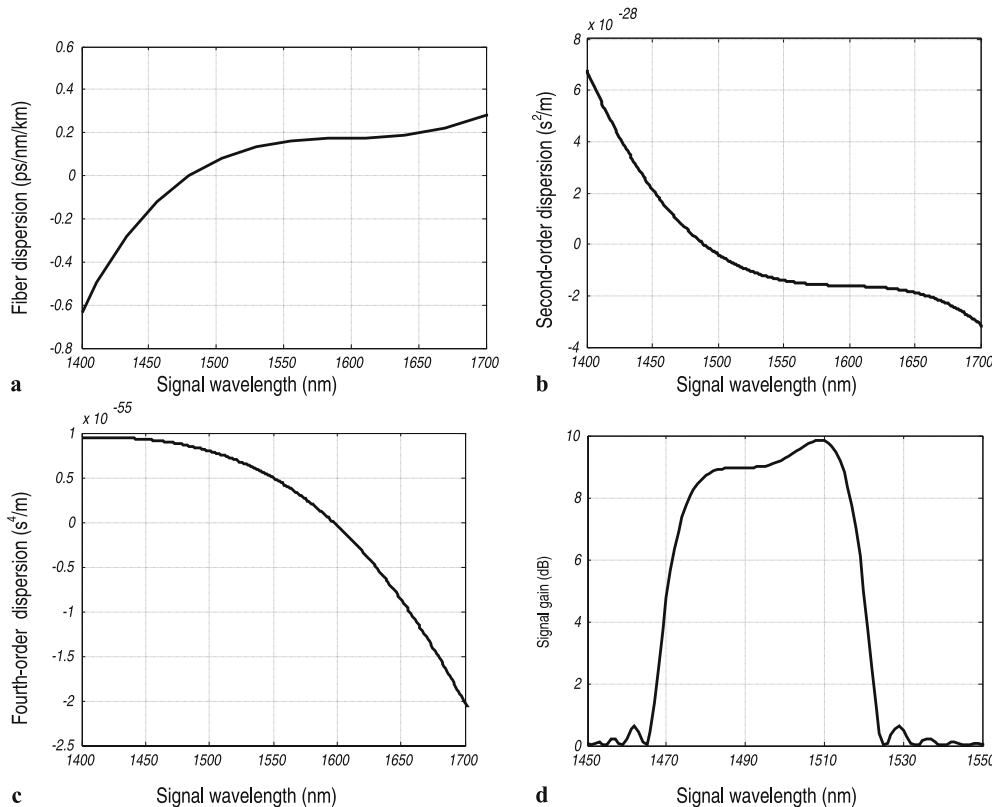 0.6
0.4
0.2
0
-0.2
-0.4
-0.6
-0.8
1400 1450 1500 1550 1600 1650 1700
Fiber dispersion (ps/nm/km)
Signal wavelength (nm)
a
x 10 -28
8
6
4
2
0
-2
-4
1400 1450 1500 1550 1600 1650 1700
Second-order dispersion (s²/m)
Signal wavelength (nm)
b
x 10 -55
1
0.5
0
-0.5
-1
-1.5
-2
-2.5
1400 1450 1500 1550 1600 1650 1700
Fourth-order dispersion (s⁴/m)
Signal wavelength (nm)
c
10
8
6
4
2
0
1450 1470 1490 1510 1530 1550
Signal gain (dB)
Signal wavelength (nm)
d